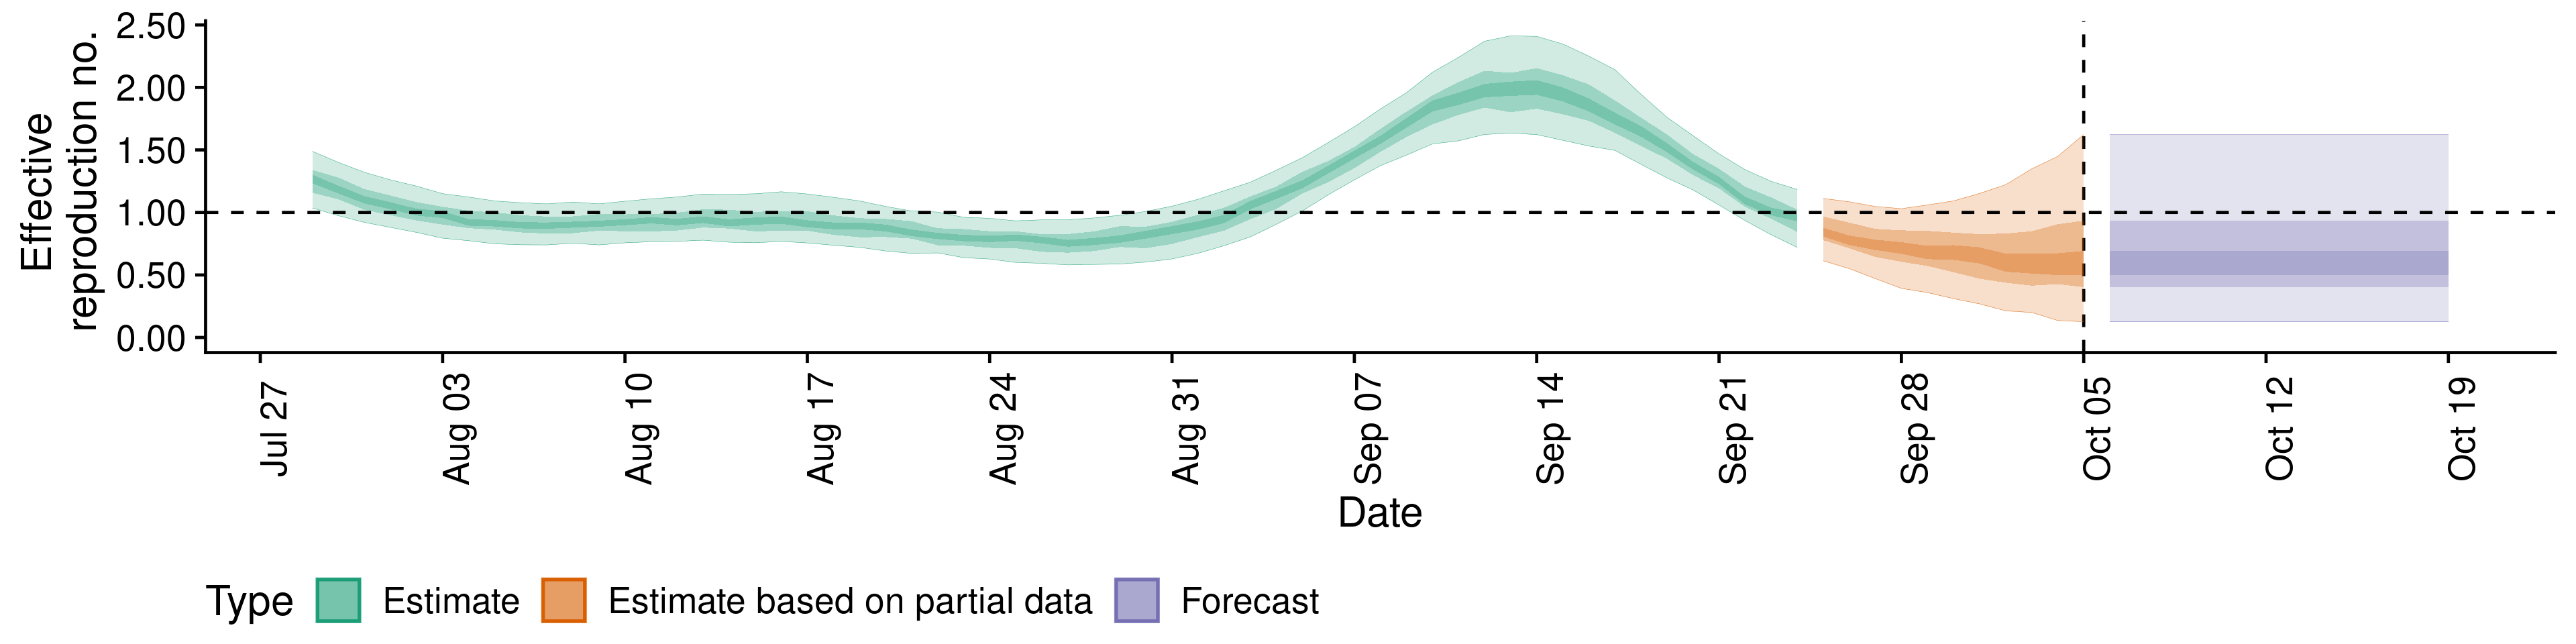 Effective
reproduction no.
2.50
2.00
1.50
1.00
0.50
0.00
Jul 27
Aug 03
Aug 10
Aug 17
Aug 24
Aug 31
Sep 07
Sep 14
Sep 21
Sep 28
Oct 05
Oct 12
Oct 19
Date
Type Estimate Estimate based on partial data Forecast